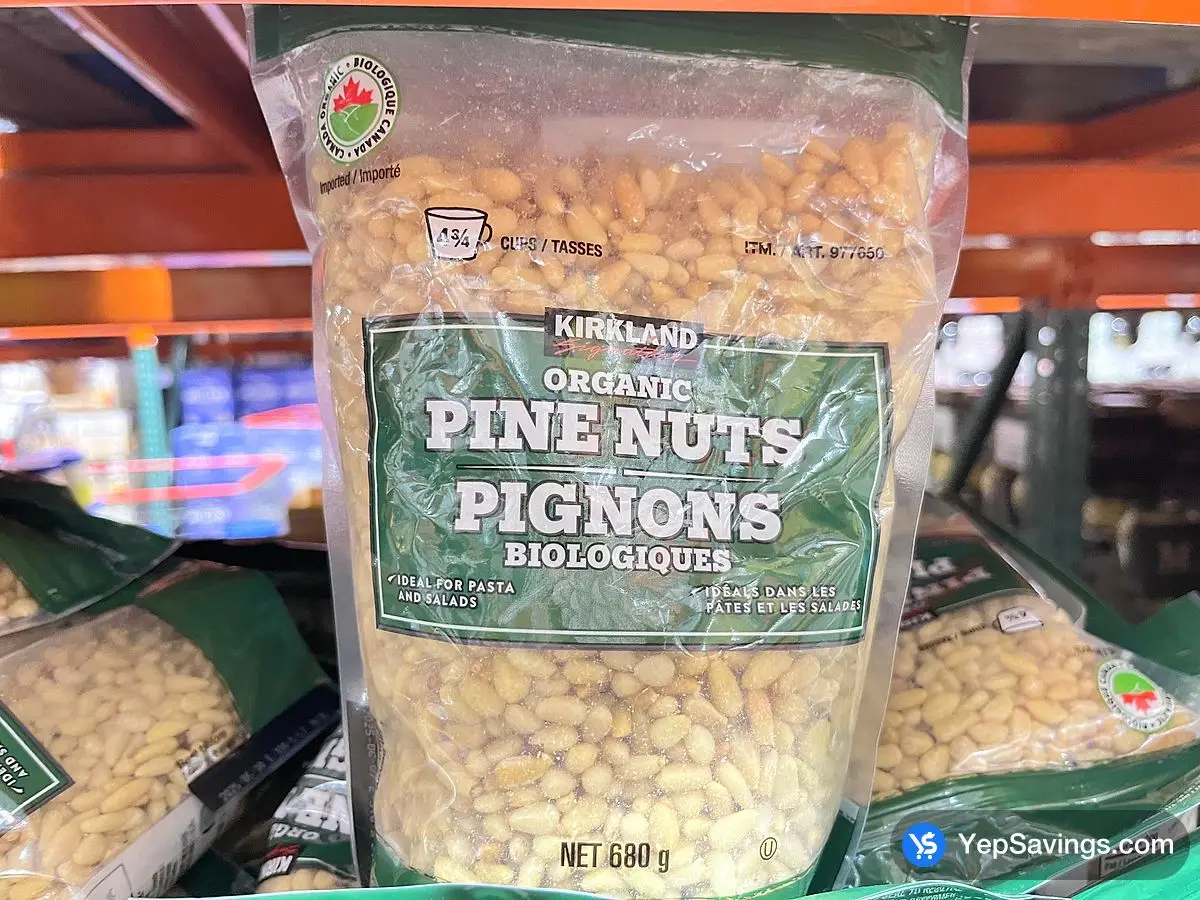 CANADA ORGANIC • BIOLOGIQUE CANADA •
Imported / Importé
4¾ CUPS / TASSES
ITM. / ART. 977650
KIRKLAND
Signature
ORGANIC
PINE NUTS
PIGNONS
BIOLOGIQUES
IDEAL FOR PASTA
AND SALADS
IDÉALS DANS LES
PÂTES ET LES SALADES
NET 680 g
U
YepSavings.com